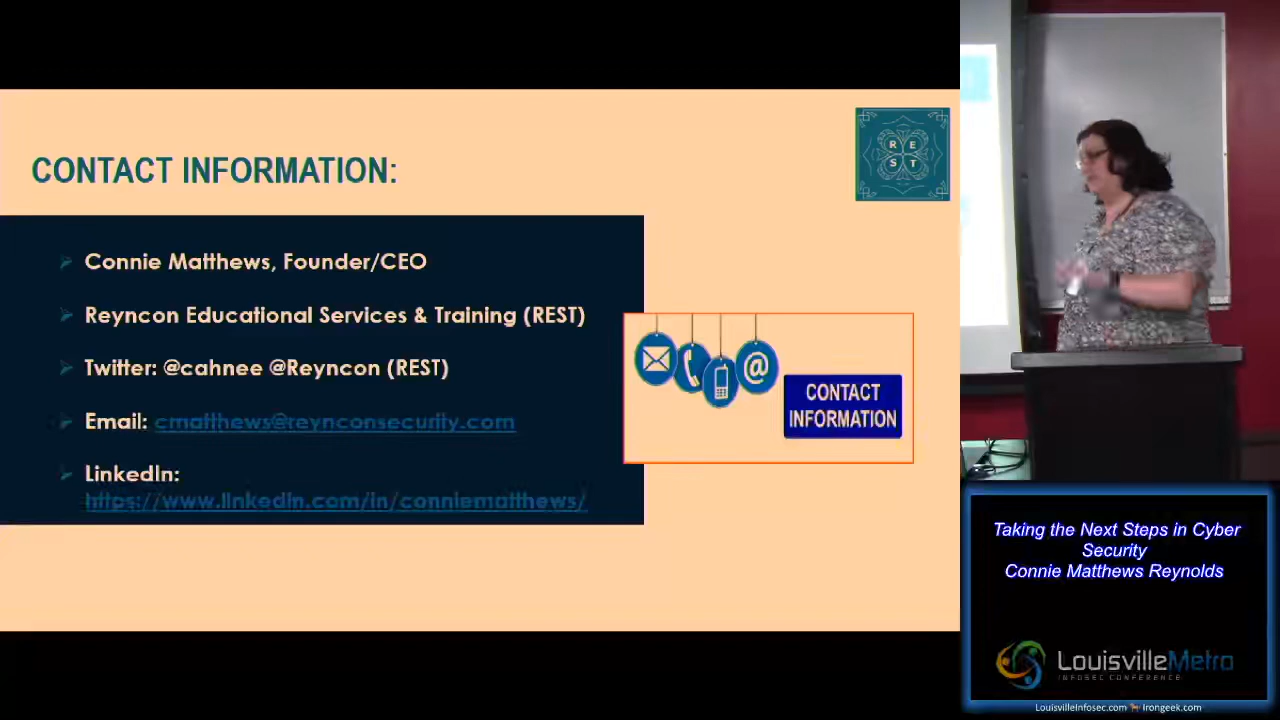 CONTACT INFORMATION:
R E
S T
Connie Matthews, Founder/CEO
Reyncon Educational Services & Training (REST)
Twitter: @cahnee @Reyncon (REST)
Email: cmatthews@reynconsecurity.com
LinkedIn:
https://www.linkedin.com/in/conniematthews/
@
CONTACT
INFORMATION
Taking the Next Steps in Cyber
Security
Connie Matthews Reynolds
LouisvilleMetro
INFOSEC CONFERENCE
LouisvilleInfosec.com Irongeek.com